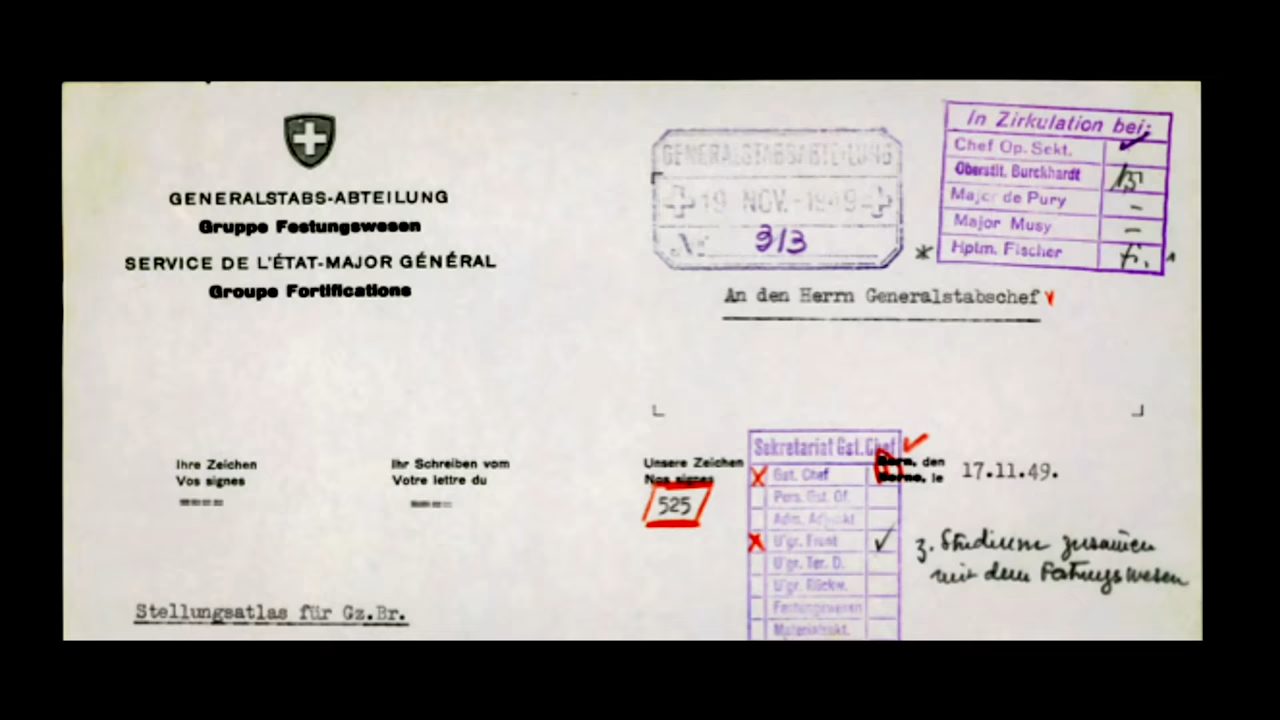 GENERALSTABS-ABTEILUNG
Gruppe Festungswesen
SERVICE DE L'ÉTAT-MAJOR GÉNÉRAL
Groupe Fortifications
GENERALSTABSABTEILUNG
19 NOV. 1949
N: 313
In Zirkulation bei:
Chef Op. Sekt.
Oberstlt. Burckhardt
Major de Pury
Major Musy
Hptm. Fischer
An den Herrn Generalstabschef
Ihre Zeichen
Vos signes
Ihr Schreiben vom
Votre lettre du
Unsere Zeichen
Nos signes
525
Sekretariat Gst. Chef
Gst. Chef
Pers. Gst. Of
Adm. Adjunkt
U'gr. Front
U'gr. Ter. D.
U'gr. Rückw.
Festungswesen
Materialsekt.
Bern, den
Berne, le
17.11.49.
z. Studium zusammen
mit dem Festungswesen
Stellungsatlas für Gz.Br.